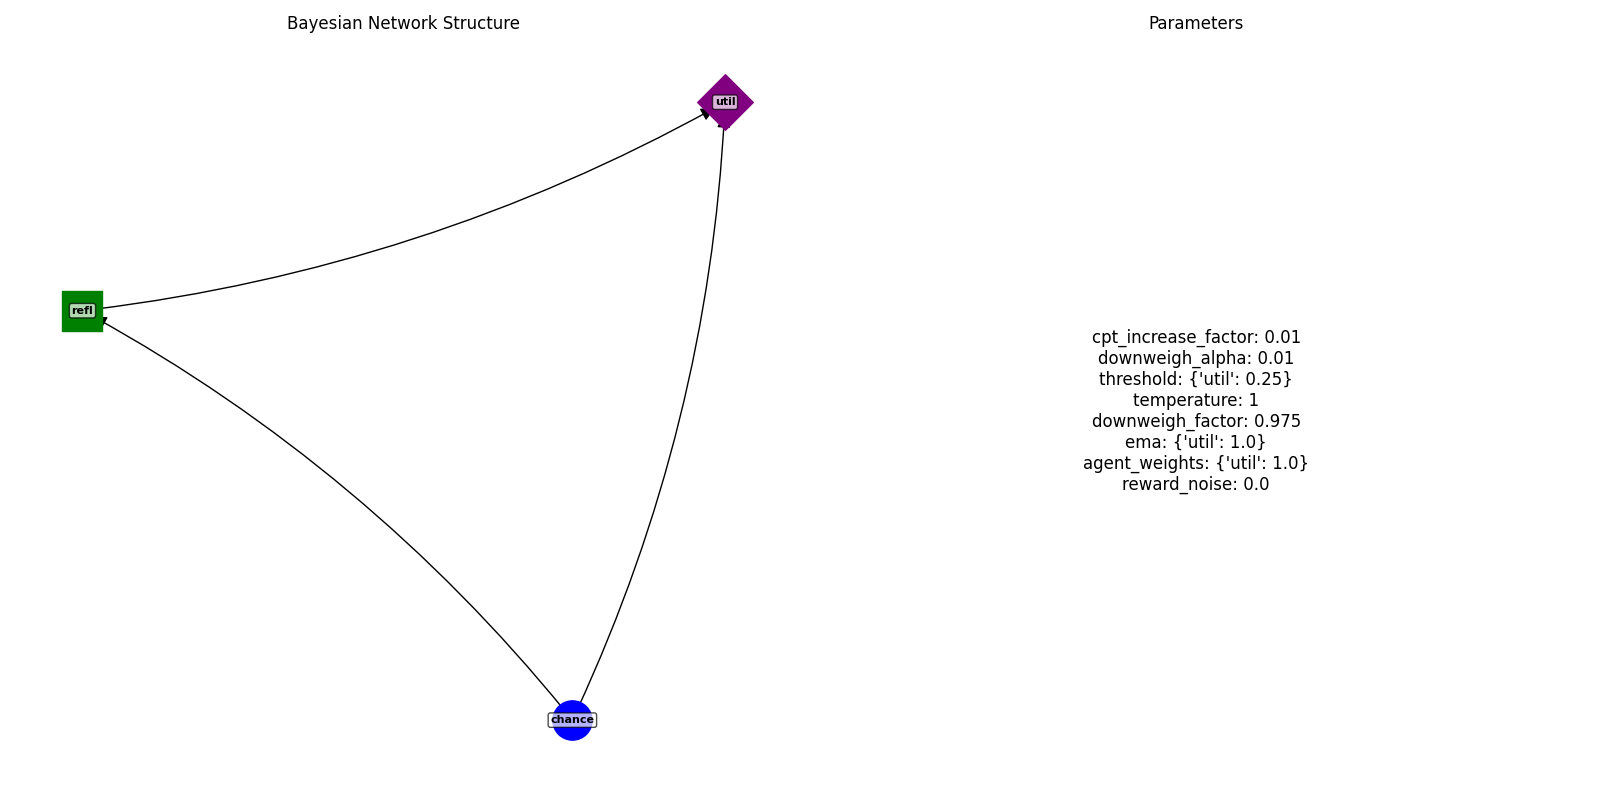 Bayesian Network Structure
Parameters
util
refl
chance
cpt_increase_factor: 0.01
downweigh_alpha: 0.01
threshold: {'util': 0.25}
temperature: 1
downweigh_factor: 0.975
ema: {'util': 1.0}
agent_weights: {'util': 1.0}
reward_noise: 0.0